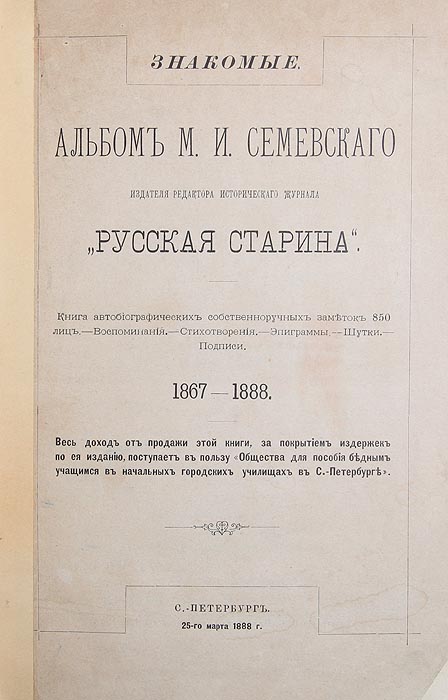 ЗНАКОМЫЕ.
АЛЬБОМЪ М. И. СЕМЕВСКАГО
ИЗДАТЕЛЯ РЕДАКТОРА ИСТОРИЧЕСКАГО ЖУРНАЛА
„РУССКАЯ СТАРИНА“.
Книга автобіографическихъ собственноручныхъ замѣтокъ 850
лицъ.—Воспоминанія.—Стихотворенія.—Эпиграммы.—Шутки.—
Подписи.
1867—1888.
Весь доходъ отъ продажи этой книги, за покрытіемъ издержекъ
по ея изданію, поступаетъ въ пользу «Общества для пособія бѣднымъ
учащимся въ начальныхъ городскихъ училищахъ въ С.-Петербургѣ».
С.-ПЕТЕРБУРГЪ.
25-го марта 1888 г.